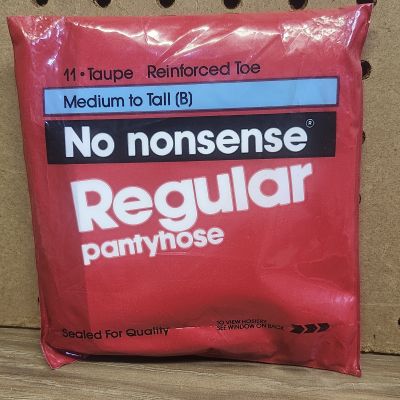 11 • Taupe Reinforced Toe
Medium to Tall (B)
No nonsense®
Regular
pantyhose
Sealed For Quality
TO VIEW HOSIERY
SEE WINDOW ON BACK